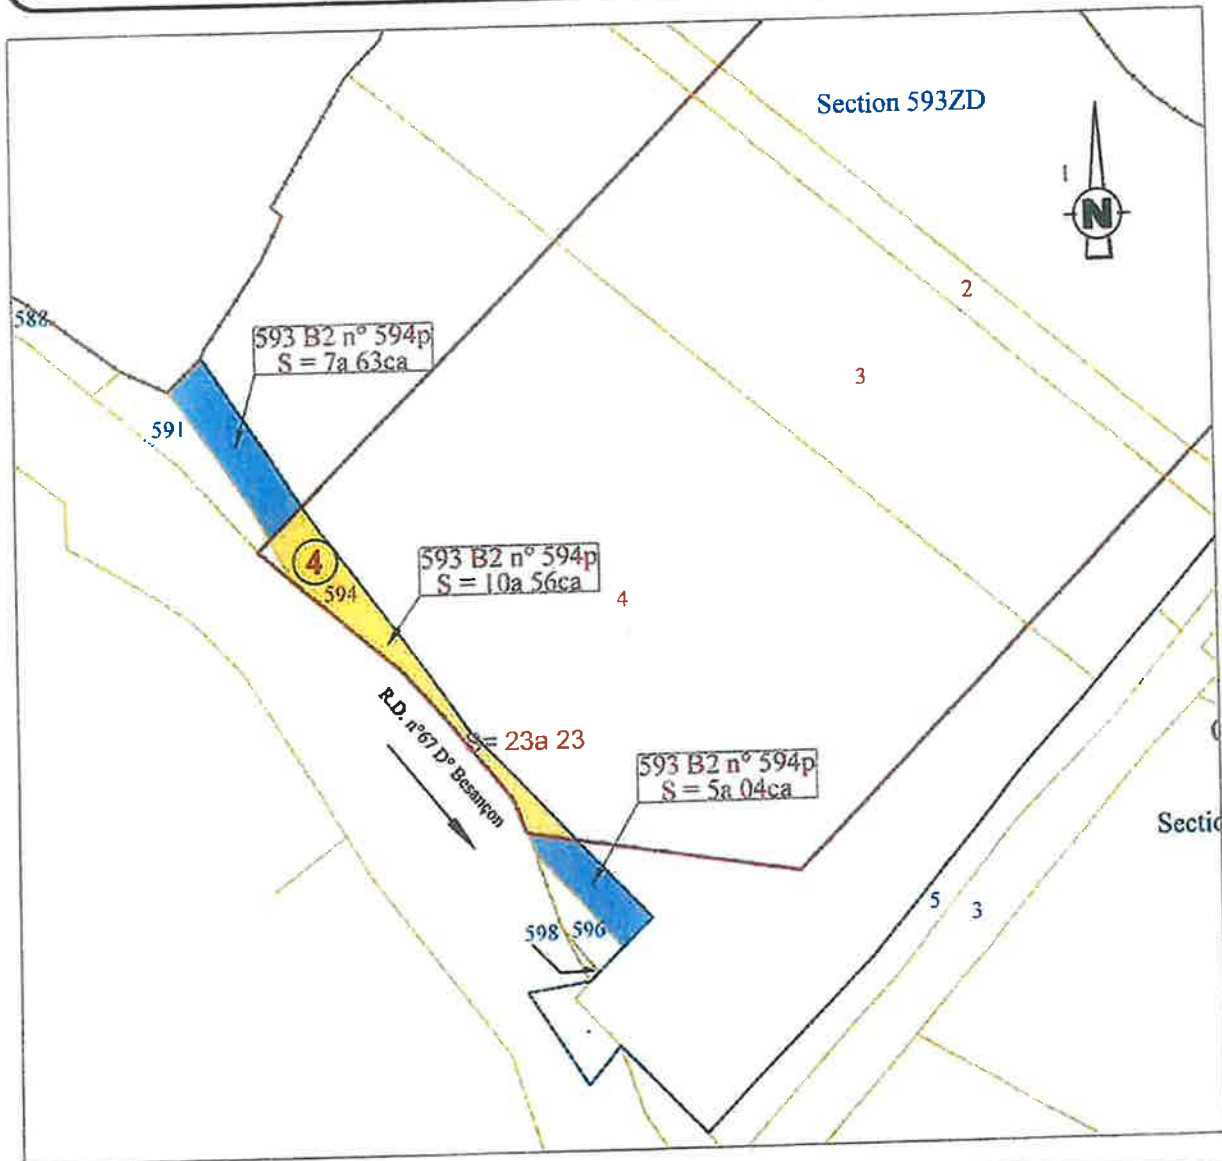 Section 593ZD
1
N
2
588
593 B2 n° 594p
S = 7a 63ca
3
591
4
593 B2 n° 594p
S = 10a 56ca
594
4
R.D. n°67 D° Besançon
S = 23a 23
593 B2 n° 594p
S = 5a 04ca
Sectio
5
3
598
596